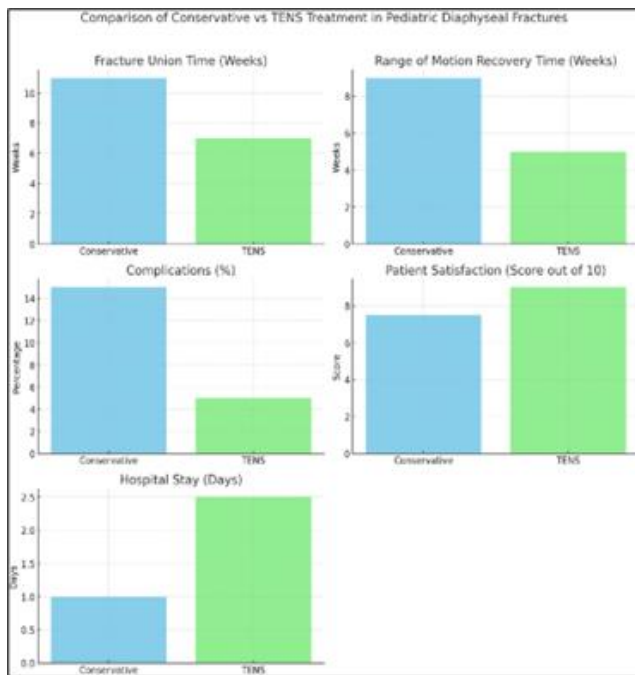 Comparison of Conservative vs TENS Treatment in Pediatric Diaphyseal Fractures
Fracture Union Time (Weeks)
10
8
6
4
2
0
Weeks
Conservative
TENS
Range of Motion Recovery Time (Weeks)
8
6
4
2
0
Weeks
Conservative
TENS
Complications (%)
14
12
10
8
6
4
2
0
Percentage
Conservative
TENS
Patient Satisfaction (Score out of 10)
8
6
4
2
0
Score
Conservative
TENS
Hospital Stay (Days)
2.5
2.0
1.5
1.0
0.5
0.0
Days
Conservative
TENS